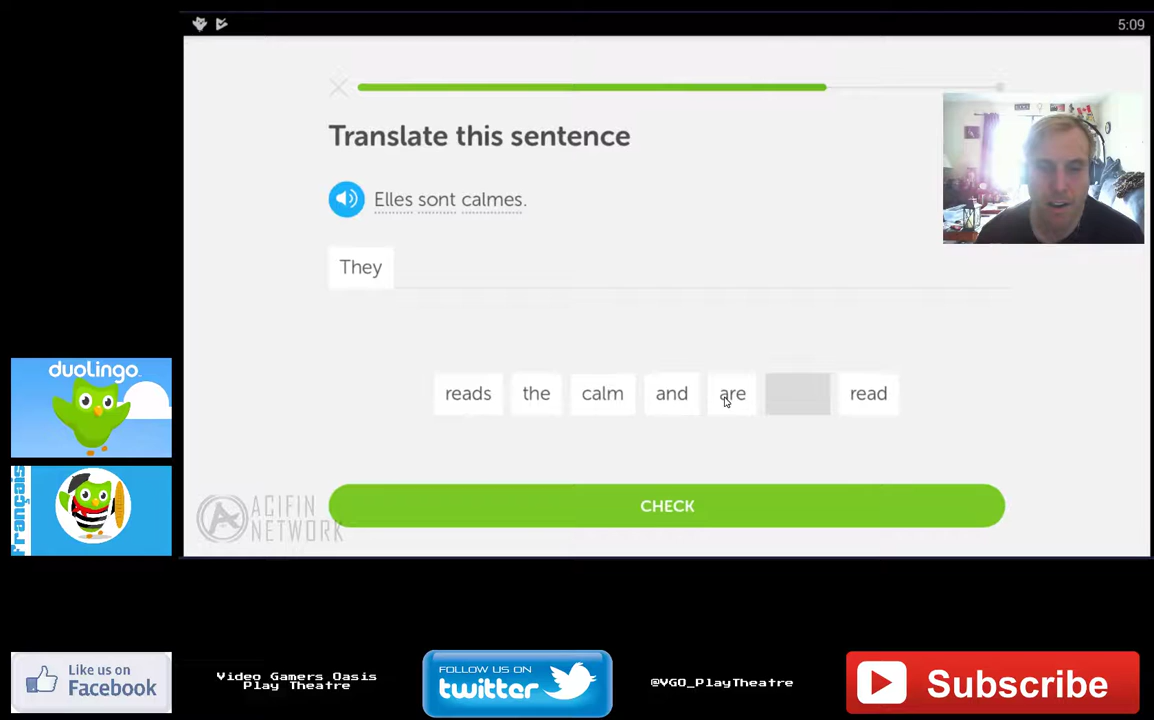 5:09
Translate this sentence
Elles sont calmes.
They
reads the calm and are read
CHECK
ACIFIN
NETWORK
duolingo
Français
Like us on
Facebook
Video Gamers Oasis
Play Theatre
FOLLOW US ON
twitter
@VGO_PlayTheatre
Subscribe